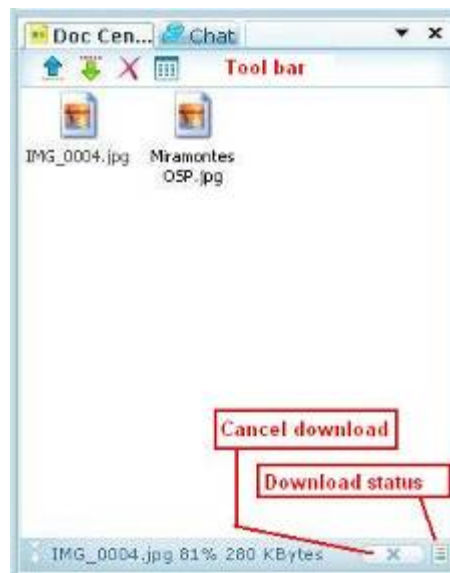 Doc Cen... Chat
Tool bar
IMG_0004.jpg Miramontes
OSP.jpg
Cancel download
Download status
IMG_0004.jpg 81% 280 KBytes